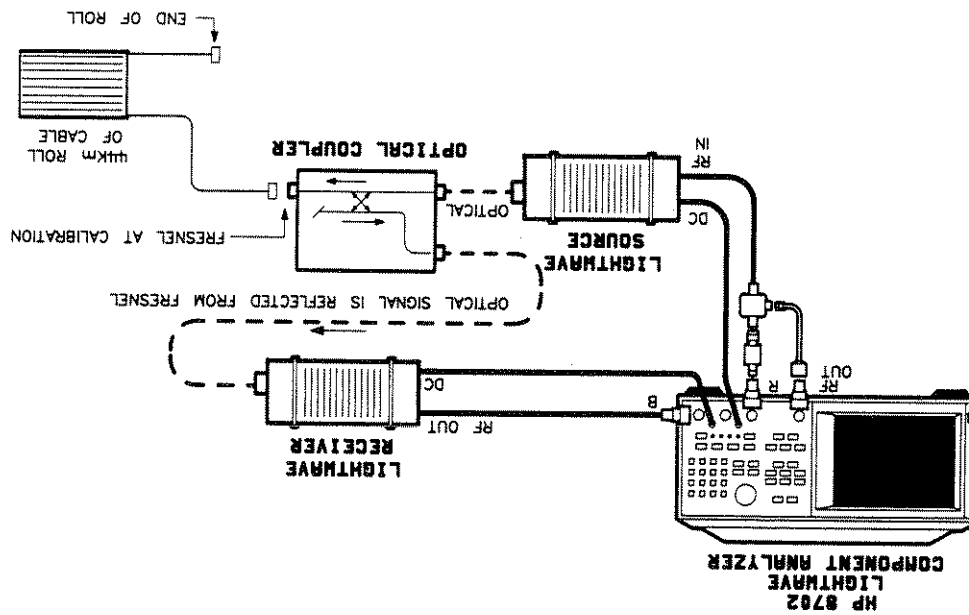 HP 8702
LIGHTWAVE
COMPONENT ANALYZER
RF
OUT
R
B
RF OUT
DC
LIGHTWAVE
RECEIVER
OPTICAL SIGNAL IS REFLECTED FROM FRESNEL
DC
RF
IN
LIGHTWAVE
SOURCE
OPTICAL
OPTICAL COUPLER
FRESNEL AT CALIBRATION
44Km ROLL
OF CABLE
END OF ROLL